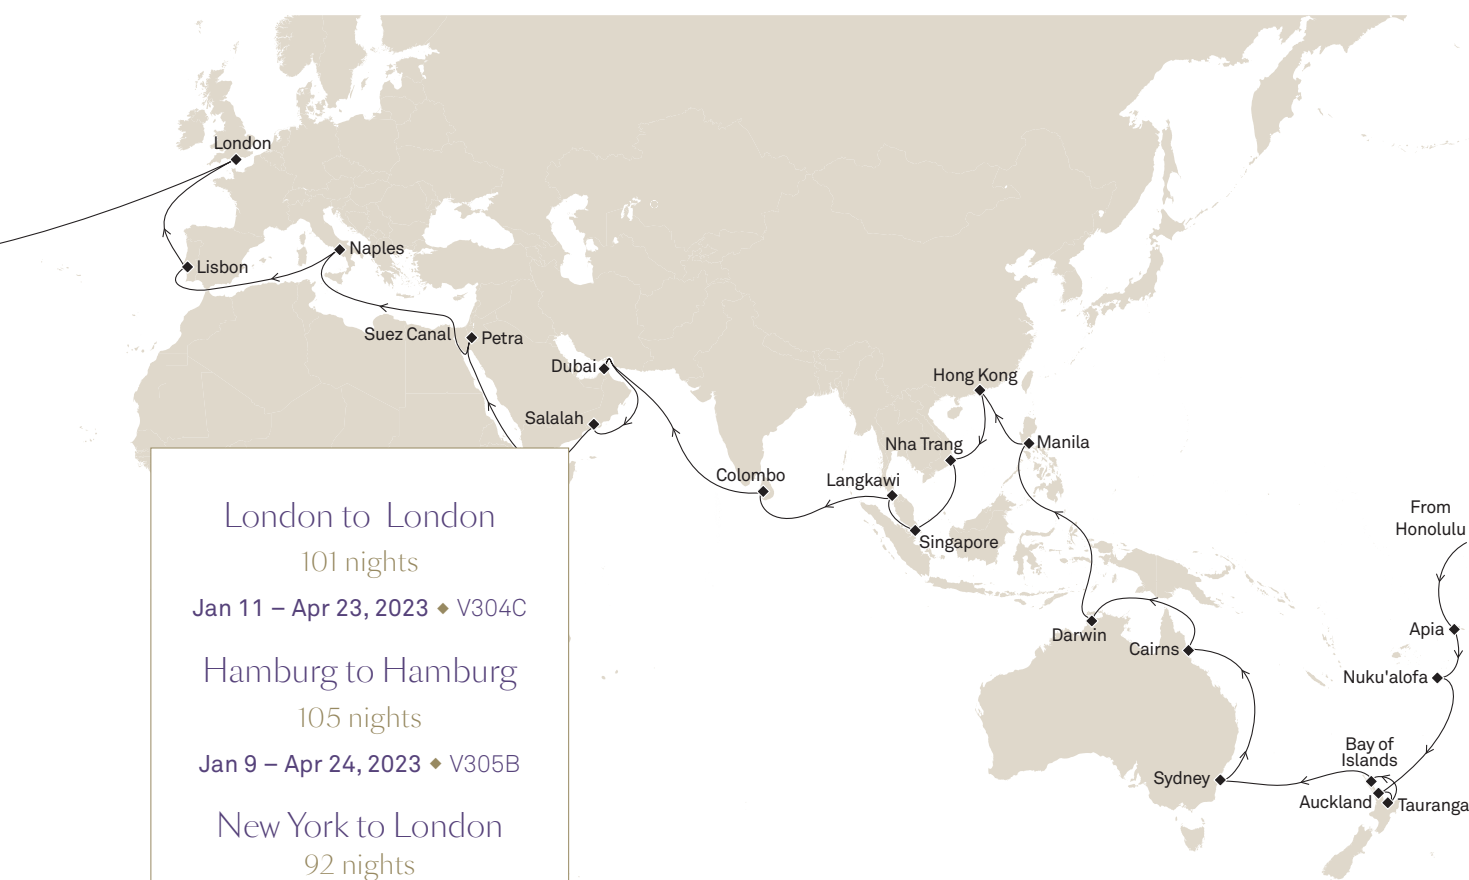 London
Naples
Lisbon
Suez Canal
Petra
Dubai
Salalah
Hong Kong
Nha Trang
Manila
Colombo
Langkawi
Singapore
From
Honolulu
Darwin
Cairns
Apia
Nuku'alofa
Bay of
Islands
Sydney
Auckland
Tauranga
London to London
101 nights
Jan 11 – Apr 23, 2023 ◆ V304C
Hamburg to Hamburg
105 nights
Jan 9 – Apr 24, 2023 ◆ V305B
New York to London
92 nights